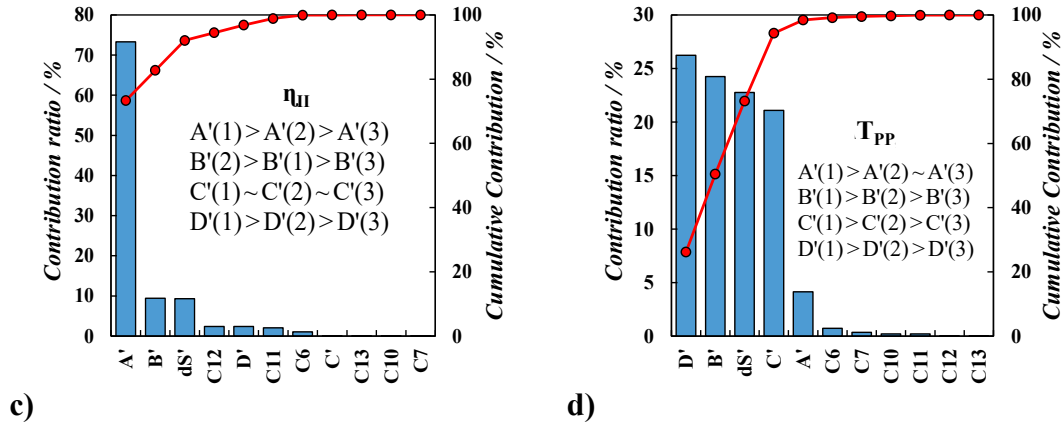 80
70
60
50
40
30
20
10
0
Contribution ratio / %
100
80
60
40
20
0
Cumulative Contribution / %
η_II
A'(1) > A'(2) > A'(3)
B'(2) > B'(1) > B'(3)
C'(1) ~ C'(2) ~ C'(3)
D'(1) > D'(2) > D'(3)
A'
B'
dS'
C12
D'
C11
C6
C'
C13
C10
C7
c)
30
25
20
15
10
5
0
Contribution ratio / %
100
80
60
40
20
0
Cumulative Contribution / %
T_PP
A'(1) > A'(2) ~ A'(3)
B'(1) > B'(2) > B'(3)
C'(1) > C'(2) > C'(3)
D'(1) > D'(2) > D'(3)
D'
B'
dS'
C'
A'
C6
C7
C10
C11
C12
C13
d)